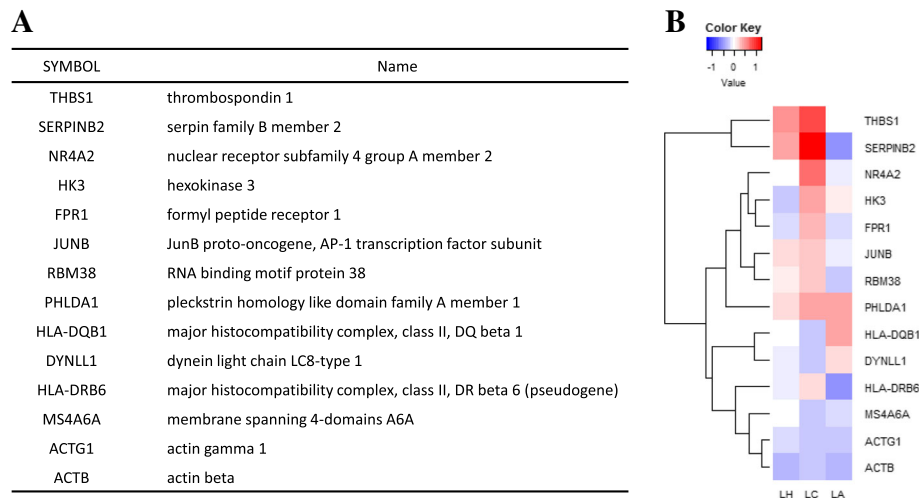 A
SYMBOL Name
THBS1 thrombospondin 1
SERPINB2 serpin family B member 2
NR4A2 nuclear receptor subfamily 4 group A member 2
HK3 hexokinase 3
FPR1 formyl peptide receptor 1
JUNB JunB proto-oncogene, AP-1 transcription factor subunit
RBM38 RNA binding motif protein 38
PHLDA1 pleckstrin homology like domain family A member 1
HLA-DQB1 major histocompatibility complex, class II, DQ beta 1
DYNLL1 dynein light chain LC8-type 1
HLA-DRB6 major histocompatibility complex, class II, DR beta 6 (pseudogene)
MS4A6A membrane spanning 4-domains A6A
ACTG1 actin gamma 1
ACTB actin beta
B
Color Key
-1 0 1
Value
THBS1
SERPINB2
NR4A2
HK3
FPR1
JUNB
RBM38
PHLDA1
HLA-DQB1
DYNLL1
HLA-DRB6
MS4A6A
ACTG1
ACTB
LH LC LA